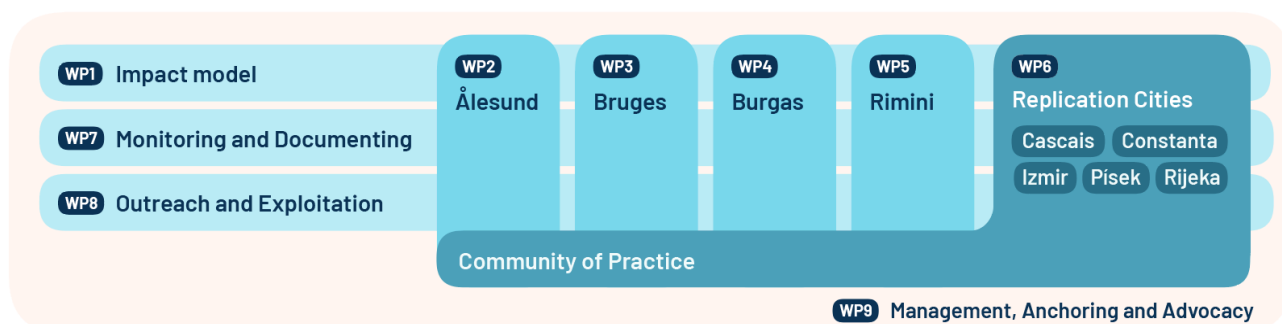 WP1 Impact model
WP7 Monitoring and Documenting
WP8 Outreach and Exploitation
WP2
Ålesund
WP3
Bruges
WP4
Burgas
WP5
Rimini
WP6
Replication Cities
Cascais Constanta
Izmir Písek Rijeka
Community of Practice
WP9 Management, Anchoring and Advocacy